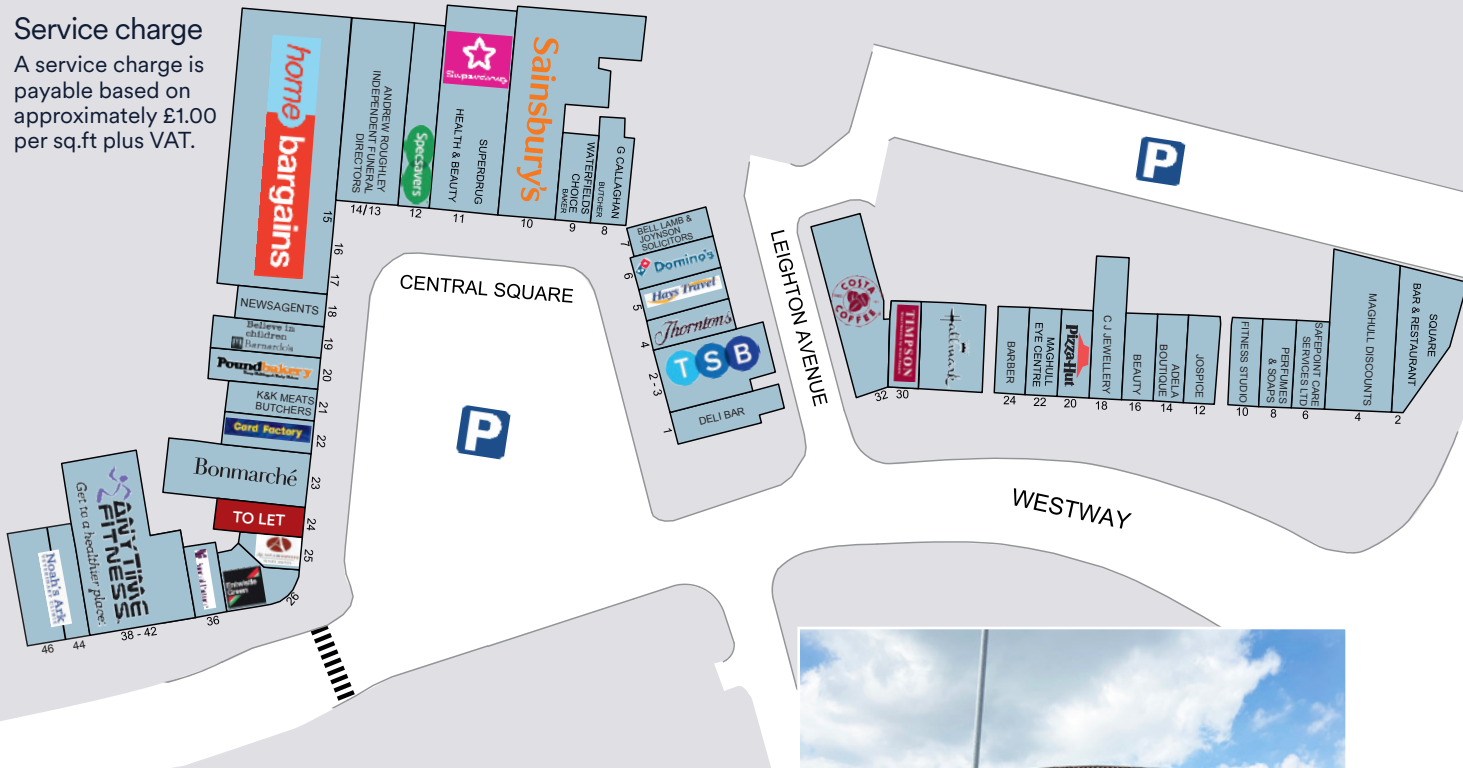 Service charge
A service charge is
payable based on
approximately £1.00
per sq.ft plus VAT.
home
bargains
15
16
17
ANDREW ROUGHLEY
INDEPENDENT FUNERAL
DIRECTORS
14/13
Specsavers
12
Superdrug
SUPERDRUG
HEALTH & BEAUTY
11
Sainsbury's
10
WATERFIELDS
CHOICE
BAKER
9
G CALLAGHAN
BUTCHER
8
BELL LAMB &
JOYNSON
SOLICITORS
7
Domino's
6
Hays Travel
5
Thorntons
4
TSB
2 - 3
DELI BAR
1
CENTRAL SQUARE
P
NEWSAGENTS
18
Believe in
children
Barnardo's
19
Poundbakery
20
K&K MEATS
BUTCHERS
21
Card Factory
22
Bonmarché
23
TO LET
24
25
26
Entwistle
Green
36
ANYTIME
FITNESS
Get to a healthier place.
38 - 42
44
Noah's Ark
46
LEIGHTON AVENUE
P
COSTA
COFFEE
32
TIMPSON
30
Hallmark
BARBER
24
MAGHULL
EYE CENTRE
22
Pizza Hut
20
C J JEWELLERY
18
BEAUTY
16
ADELA
BOUTIQUE
14
JOSPICE
12
FITNESS STUDIO
10
PERFUMES
& SOAPS
8
SAFEPOINT CARE
SERVICES LTD
6
MAGHULL DISCOUNTS
4
SQUARE
BAR & RESTAURANT
2
WESTWAY